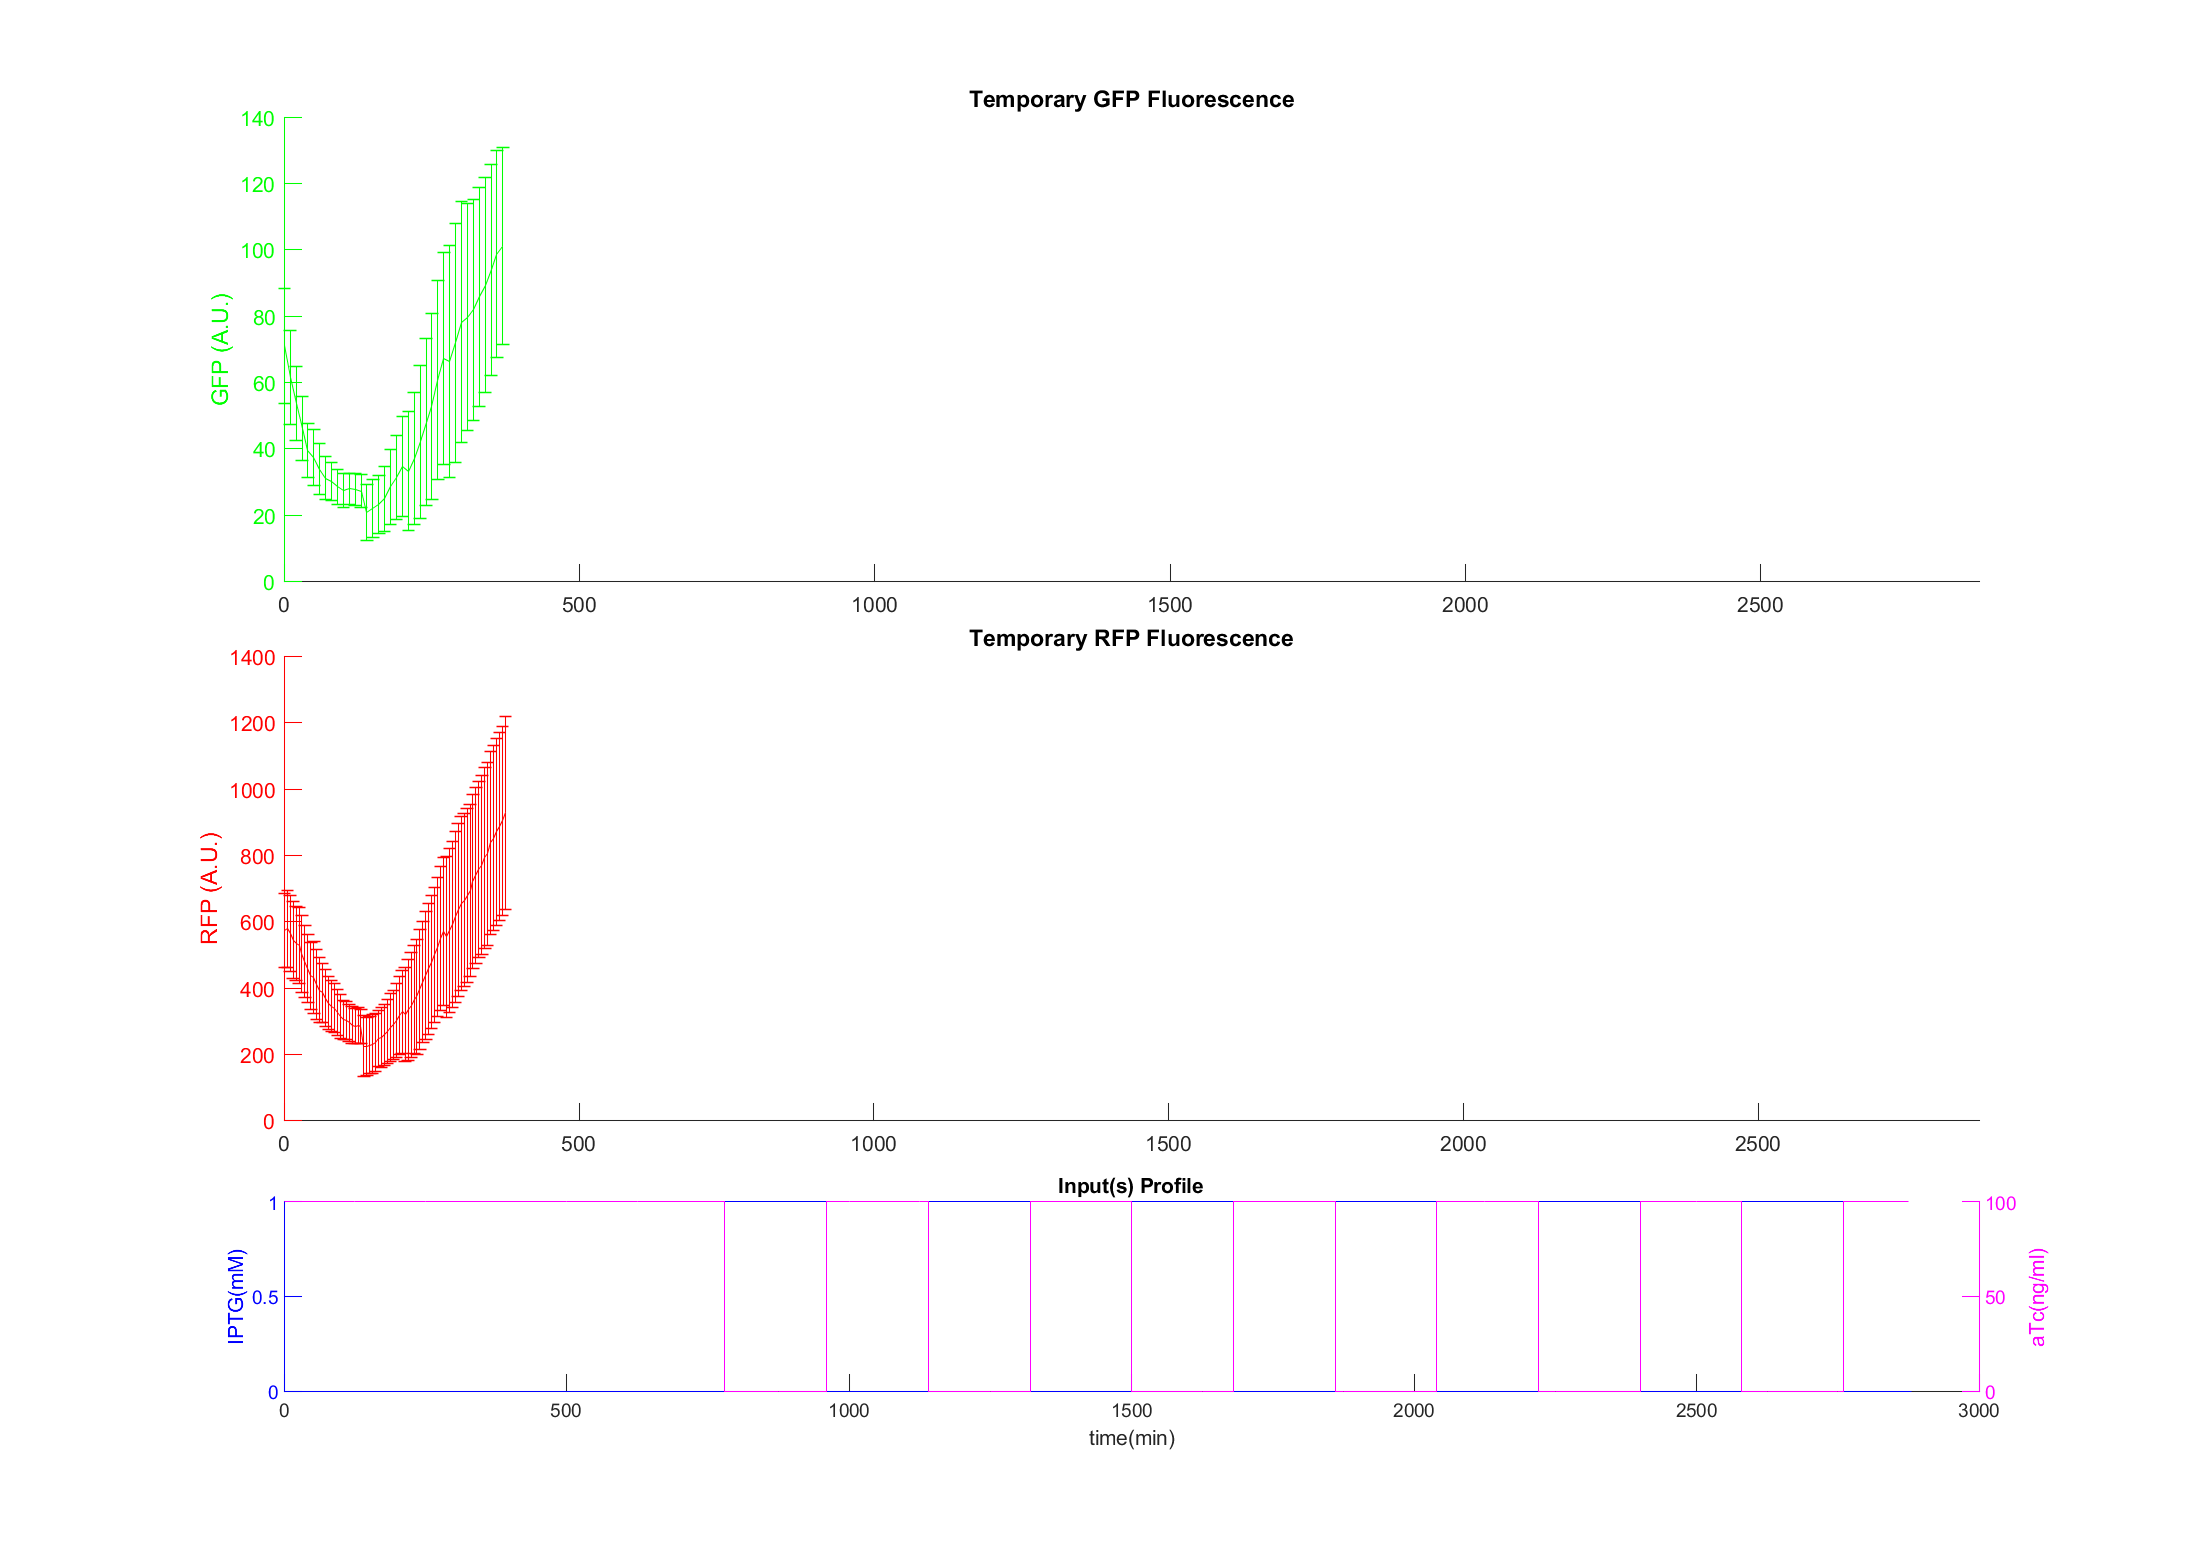 Temporary GFP Fluorescence
140
120
100
80
60
40
20
0
GFP (A.U.)
0 500 1000 1500 2000 2500
Temporary RFP Fluorescence
1400
1200
1000
800
600
400
200
0
RFP (A.U.)
0 500 1000 1500 2000 2500
Input(s) Profile
1
0.5
0
IPTG(mM)
100
50
0
aTc(ng/ml)
0 500 1000 1500 2000 2500 3000
time(min)